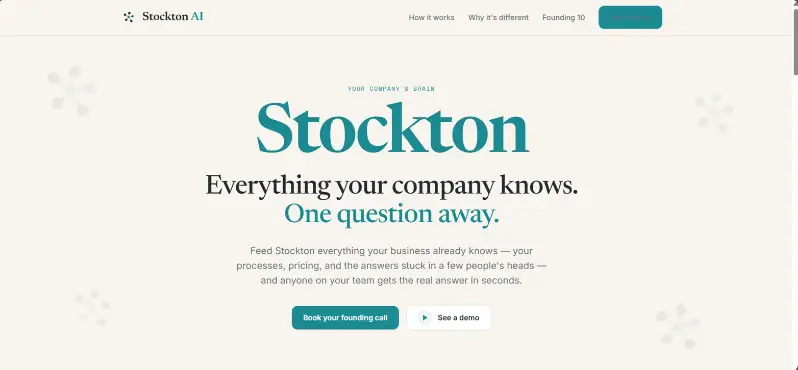 Stockton AI
How it works
Why it's different
Founding 10
YOUR COMPANY'S BRAIN
Stockton
Everything your company knows.
One question away.
Feed Stockton everything your business already knows — your
processes, pricing, and the answers stuck in a few people's heads —
and anyone on your team gets the real answer in seconds.
Book your founding call
See a demo